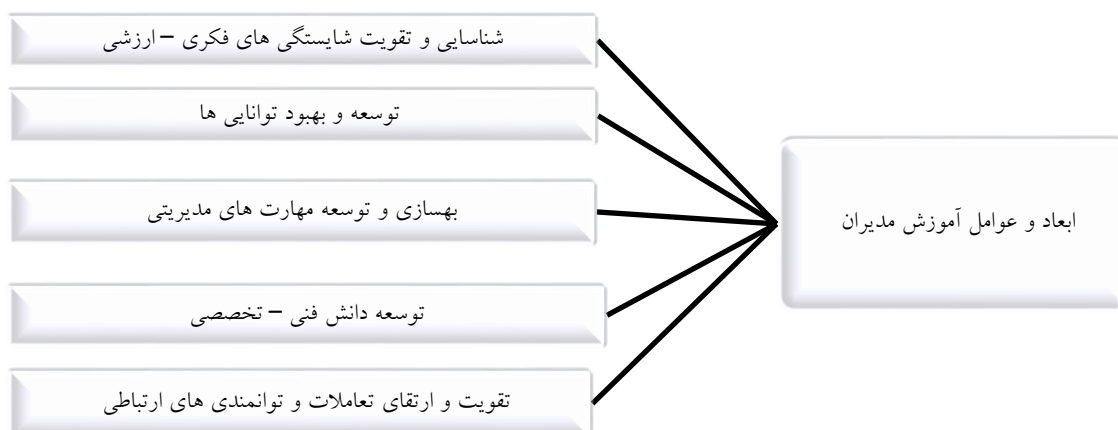 شناسایی و تقویت شایستگی های فکری – ارزشی
توسعه و بهبود توانایی ها
بهسازی و توسعه مهارت های مدیریتی
ابعاد و عوامل آموزش مدیران
توسعه دانش فنی – تخصصی
تقویت و ارتقای تعاملات و توانمندی های ارتباطی